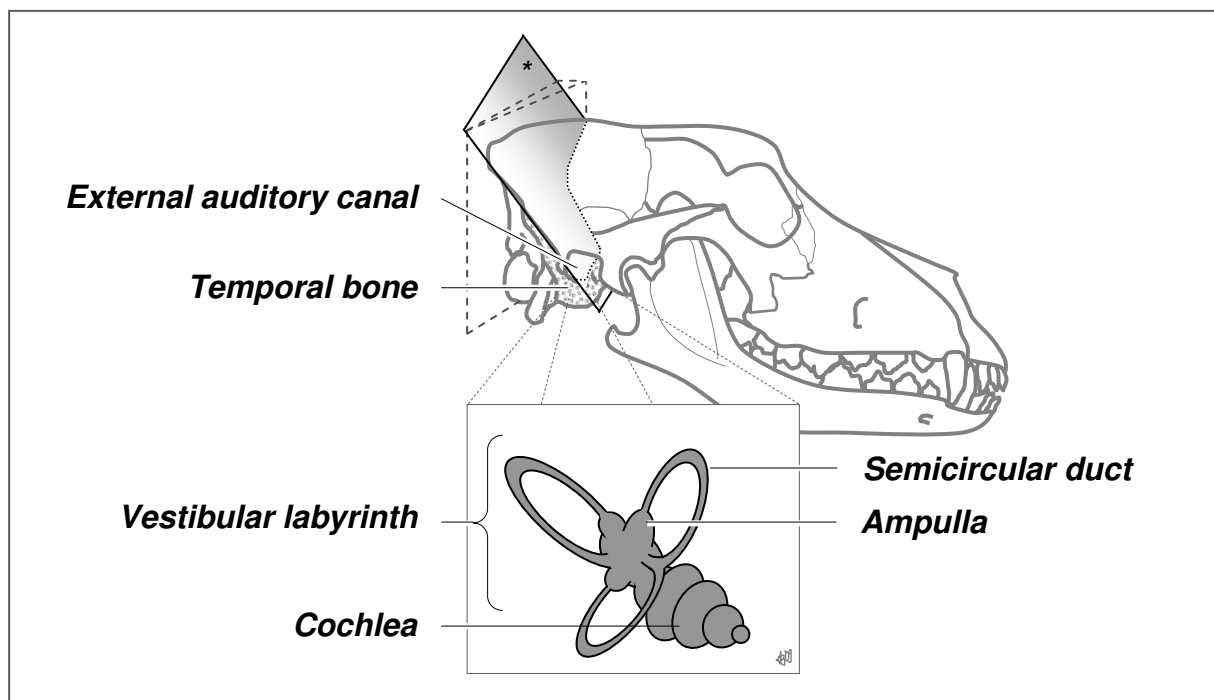 *
External auditory canal
Temporal bone
Semicircular duct
Vestibular labyrinth
Ampulla
Cochlea